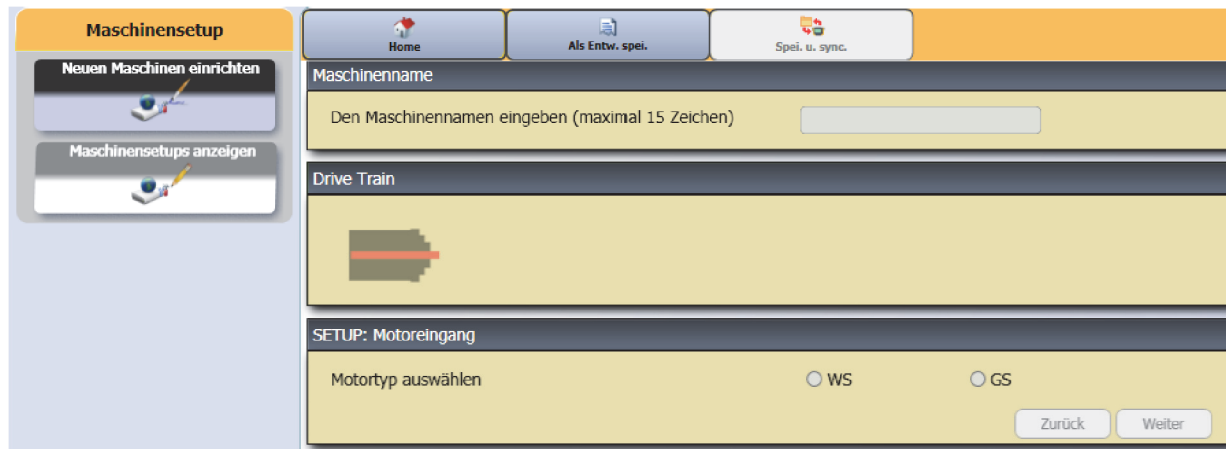 Maschinensetup
Neuen Maschinen einrichten
Maschinensetups anzeigen
Home
Als Entw. spei.
Spei. u. sync.
Maschinenname
Den Maschinennamen eingeben (maximal 15 Zeichen)
Drive Train
SETUP: Motoreingang
Motortyp auswählen
WS
GS
Zurück
Weiter